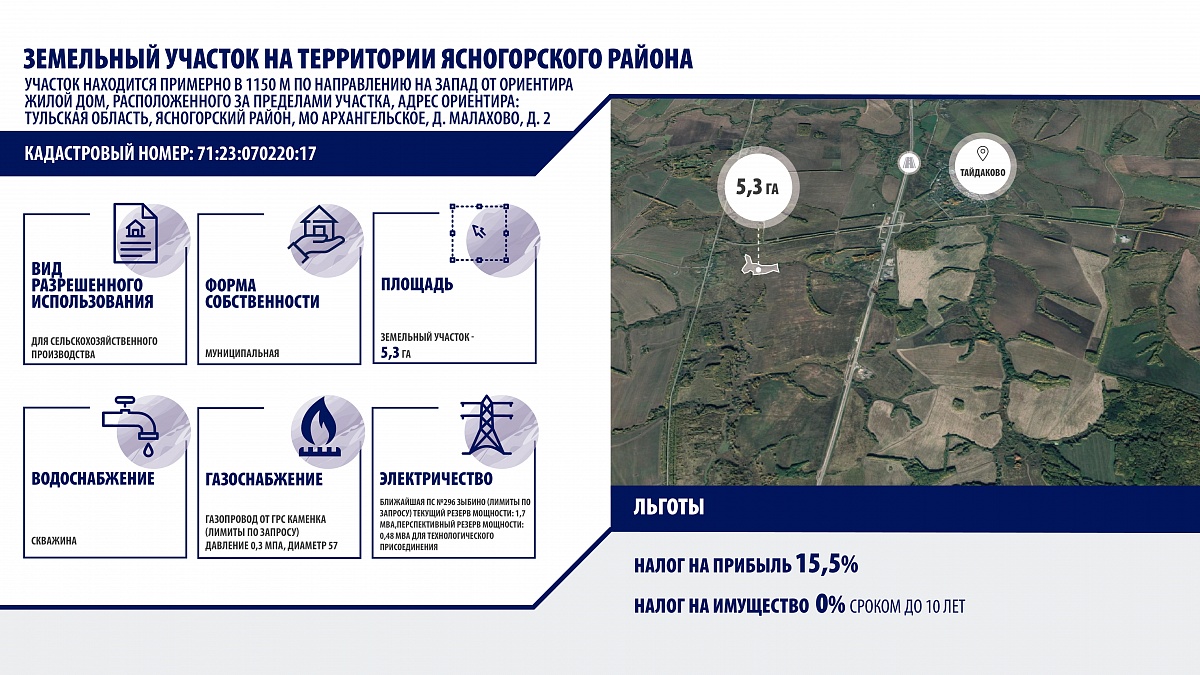 ЗЕМЕЛЬНЫЙ УЧАСТОК НА ТЕРРИТОРИИ ЯСНОГОРСКОГО РАЙОНА
УЧАСТОК НАХОДИТСЯ ПРИМЕРНО В 1150 М ПО НАПРАВЛЕНИЮ НА ЗАПАД ОТ ОРИЕНТИРА
ЖИЛОЙ ДОМ, РАСПОЛОЖЕННОГО ЗА ПРЕДЕЛАМИ УЧАСТКА, АДРЕС ОРИЕНТИРА:
ТУЛЬСКАЯ ОБЛАСТЬ, ЯСНОГОРСКИЙ РАЙОН, МО АРХАНГЕЛЬСКОЕ, Д. МАЛАХОВО, Д. 2
КАДАСТРОВЫЙ НОМЕР: 71:23:070220:17
ВИД
РАЗРЕШЕННОГО
ИСПОЛЬЗОВАНИЯ
ДЛЯ СЕЛЬСКОХОЗЯЙСТВЕННОГО
ПРОИЗВОДСТВА
ФОРМА
СОБСТВЕННОСТИ
МУНИЦИПАЛЬНАЯ
ПЛОЩАДЬ
ЗЕМЕЛЬНЫЙ УЧАСТОК -
5,3 ГА
ВОДОСНАБЖЕНИЕ
СКВАЖИНА
ГАЗОСНАБЖЕНИЕ
ГАЗОПРОВОД ОТ ГРС КАМЕНКА
(ЛИМИТЫ ПО ЗАПРОСУ)
ДАВЛЕНИЕ 0,3 МПА, ДИАМЕТР 57
ЭЛЕКТРИЧЕСТВО
БЛИЖАЙШАЯ ПС №296 ЗЫБИНО (ЛИМИТЫ ПО
ЗАПРОСУ) ТЕКУЩИЙ РЕЗЕРВ МОЩНОСТИ: 1,7
МВА,ПЕРСПЕКТИВНЫЙ РЕЗЕРВ МОЩНОСТИ:
0,48 МВА ДЛЯ ТЕХНОЛОГИЧЕСКОГО
ПРИСОЕДИНЕНИЯ
5,3 ГА
ТАЙДАКОВО
ЛЬГОТЫ
НАЛОГ НА ПРИБЫЛЬ 15,5%
НАЛОГ НА ИМУЩЕСТВО 0% СРОКОМ ДО 10 ЛЕТ